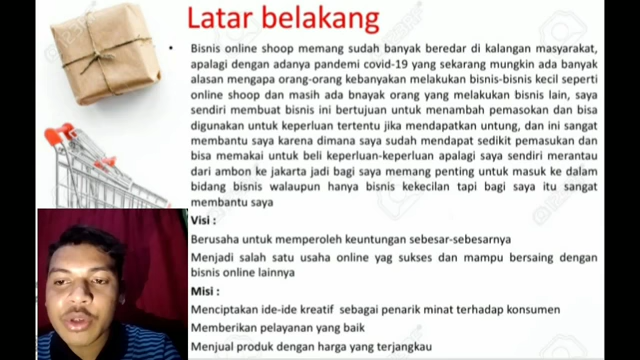 Latar belakang
• Bisnis online shoop memang sudah banyak beredar di kalangan masyarakat,
apalagi dengan adanya pandemi covid-19 yang sekarang mungkin ada banyak
alasan mengapa orang-orang kebanyakan melakukan bisnis-bisnis kecil seperti
online shoop dan masih ada bnayak orang yang melakukan bisnis lain, saya
sendiri membuat bisnis ini bertujuan untuk menambah pemasokan dan bisa
digunakan untuk keperluan tertentu jika mendapatkan untung, dan ini sangat
membantu saya karena dimana saya sudah mendapat sedikit pemasukan dan
bisa memakai untuk beli keperluan-keperluan apalagi saya sendiri merantau
dari ambon ke jakarta jadi bagi saya memang penting untuk masuk ke dalam
bidang bisnis walaupun hanya bisnis kekecilan tapi bagi saya itu sangat
membantu saya
Visi :
Berusaha untuk memperoleh keuntungan sebesar-sebesarnya
Menjadi salah satu usaha online yag sukses dan mampu bersaing dengan
bisnis online lainnya
Misi :
Menciptakan ide-ide kreatif sebagai penarik minat terhadap konsumen
Memberikan pelayanan yang baik
Menjual produk dengan harga yang terjangkau